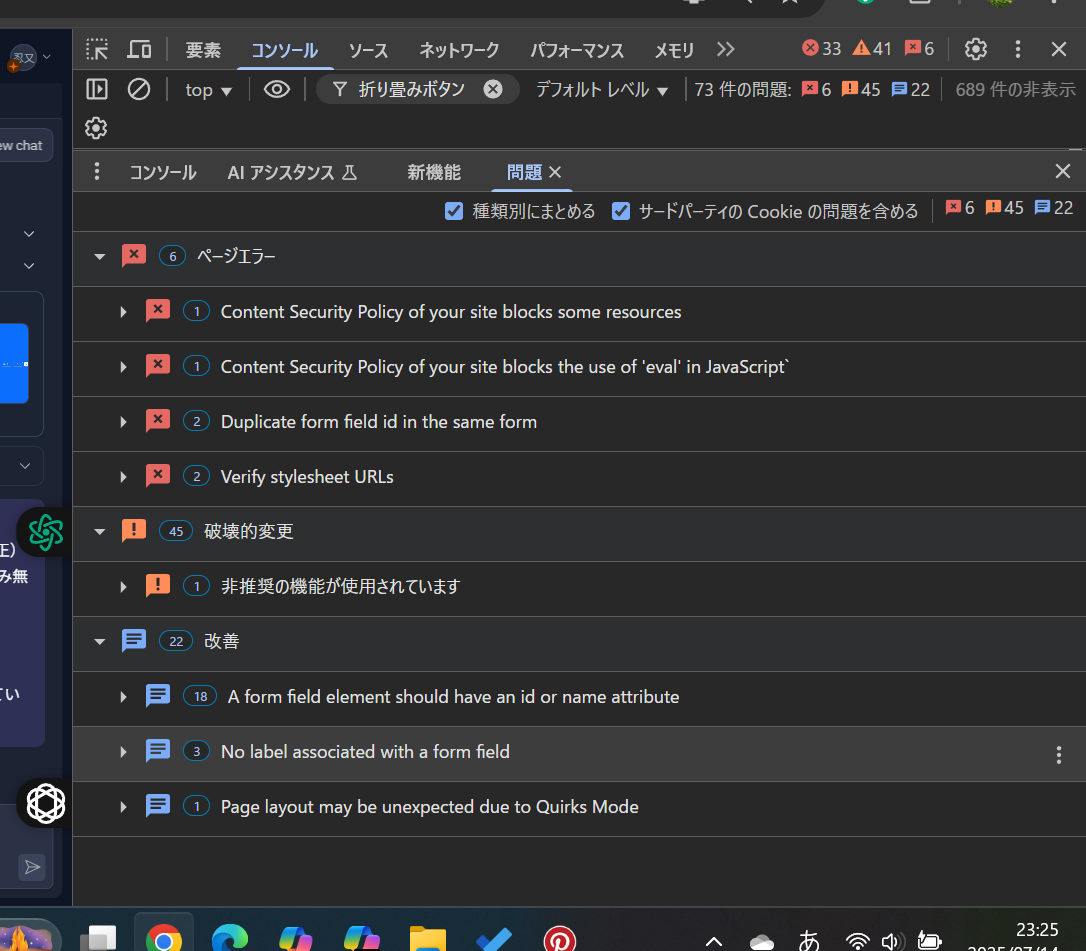 忍文
要素 コンソール ソース ネットワーク パフォーマンス メモリ 33 41 6
top 折り畳みボタン デフォルト レベル 73 件の問題: 6 45 22 689 件の非表示
ew chat
コンソール AI アシスタンス 新機能 問題
種類別にまとめる サードパーティの Cookie の問題を含める 6 45 22
6 ページエラー
1 Content Security Policy of your site blocks some resources
1 Content Security Policy of your site blocks the use of 'eval' in JavaScript`
2 Duplicate form field id in the same form
2 Verify stylesheet URLs
45 破壊的変更
正)
み無
1 非推奨の機能が使用されています
22 改善
てい
18 A form field element should have an id or name attribute
3 No label associated with a form field
1 Page layout may be unexpected due to Quirks Mode
あ 23:25
2025/07/14